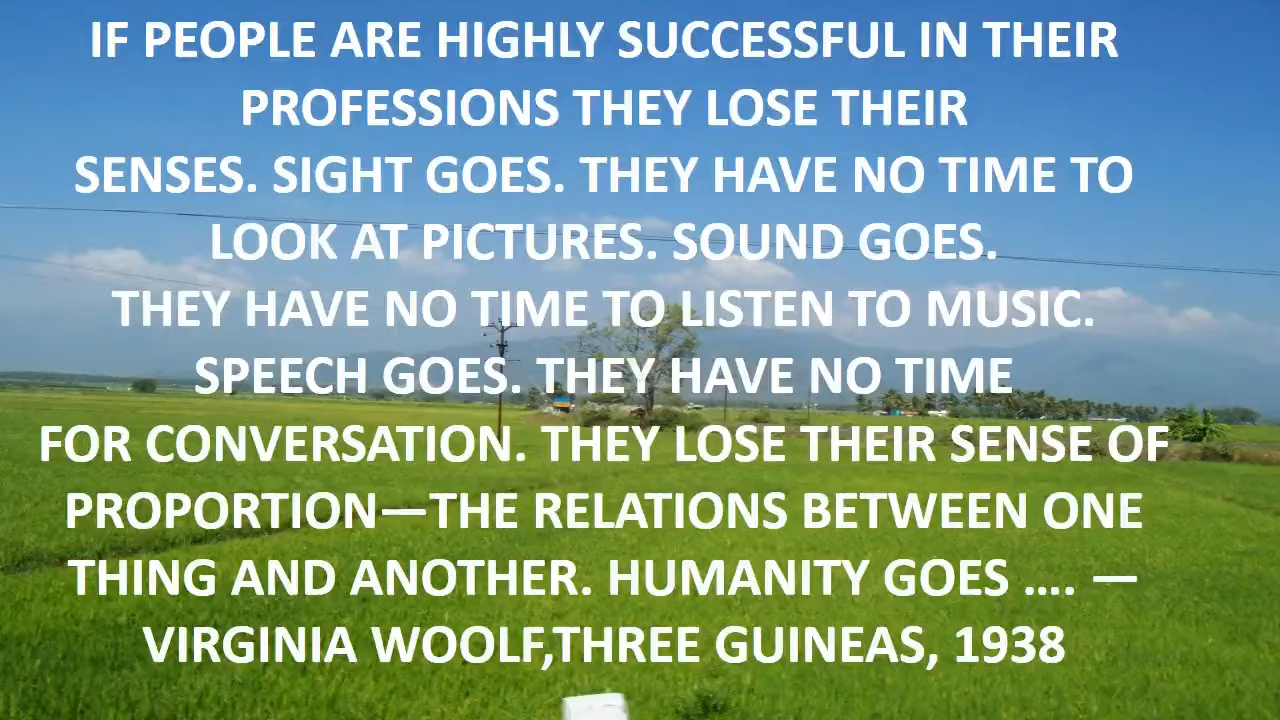 IF PEOPLE ARE HIGHLY SUCCESSFUL IN THEIR
PROFESSIONS THEY LOSE THEIR
SENSES. SIGHT GOES. THEY HAVE NO TIME TO
LOOK AT PICTURES. SOUND GOES.
THEY HAVE NO TIME TO LISTEN TO MUSIC.
SPEECH GOES. THEY HAVE NO TIME
FOR CONVERSATION. THEY LOSE THEIR SENSE OF
PROPORTION—THE RELATIONS BETWEEN ONE
THING AND ANOTHER. HUMANITY GOES .... —
VIRGINIA WOOLF,THREE GUINEAS, 1938